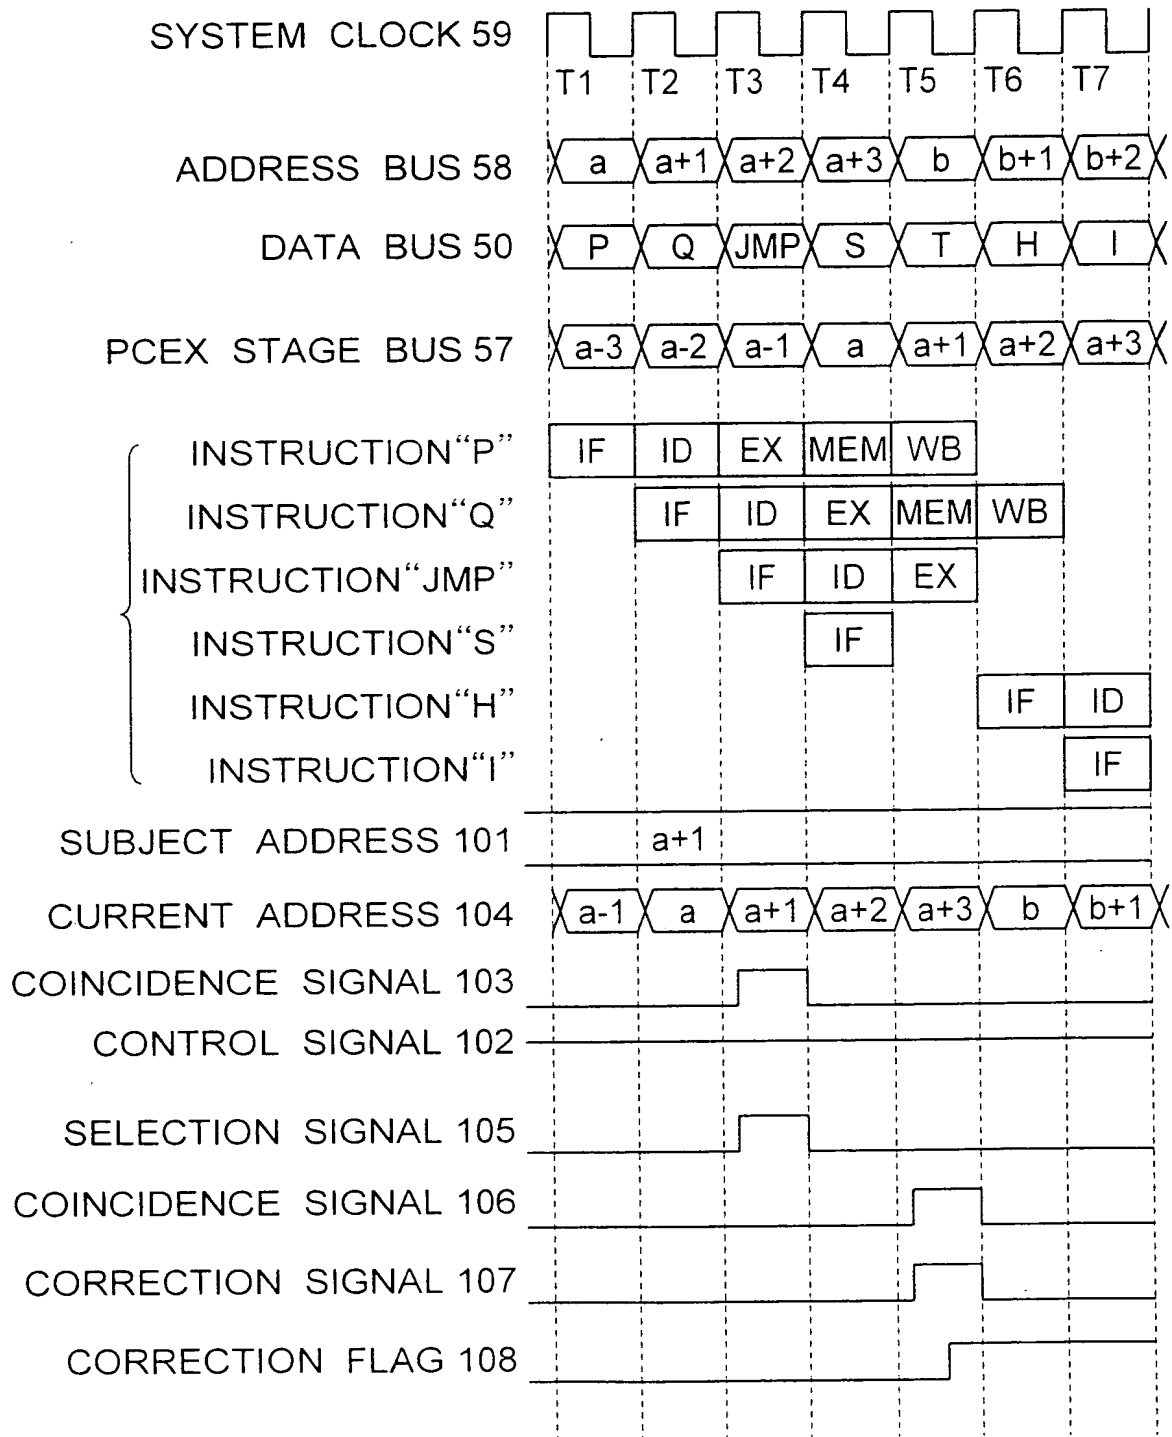 SYSTEM CLOCK 59
T1 T2 T3 T4 T5 T6 T7
ADDRESS BUS 58 a a+1 a+2 a+3 b b+1 b+2
DATA BUS 50 P Q JMP S T H I
PCEX STAGE BUS 57 a-3 a-2 a-1 a a+1 a+2 a+3
INSTRUCTION“P” IF ID EX MEM WB
INSTRUCTION“Q” IF ID EX MEM WB
INSTRUCTION“JMP” IF ID EX
INSTRUCTION“S” IF
INSTRUCTION“H” IF ID
INSTRUCTION“I” IF
SUBJECT ADDRESS 101 a+1
CURRENT ADDRESS 104 a-1 a a+1 a+2 a+3 b b+1
COINCIDENCE SIGNAL 103
CONTROL SIGNAL 102
SELECTION SIGNAL 105
COINCIDENCE SIGNAL 106
CORRECTION SIGNAL 107
CORRECTION FLAG 108